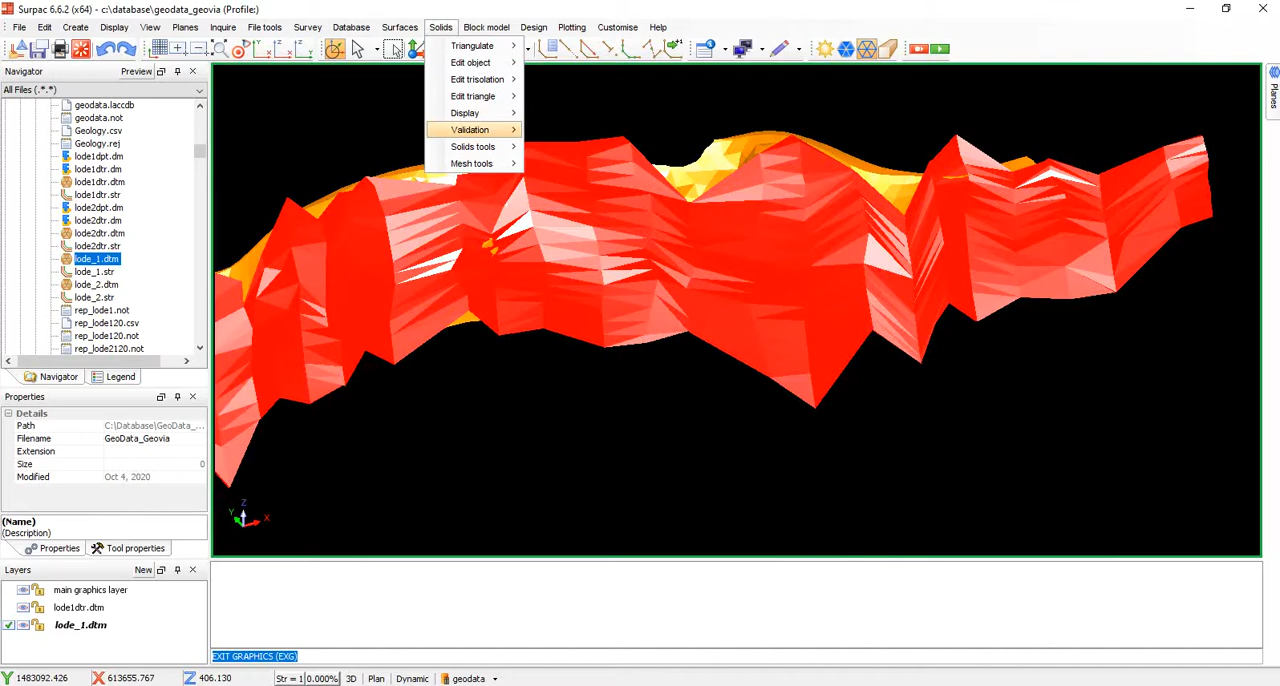 Surpac 6.6.2 (x64) - c:\database\geodata_geovia - (Profile:)
File Edit Create Display View Planes Inquire File tools Survey Database Surfaces Solids Block model Design Plotting Customise Help
Triangulate
Edit object
Edit trisolation
Edit triangle
Display
Validation
Solids tools
Mesh tools
Navigator Preview
All Files (*.*)
geodata.laccdb
geodata.not
Geology.csv
Geology.rej
lode1dpt.dm
lode1dtr.dm
lode1dtr.dtm
lode1dtr.str
lode2dpt.dm
lode2dtr.dm
lode2dtr.dtm
lode2dtr.str
lode_1.dtm
lode_1.str
lode_2.dtm
lode_2.str
rep_lode1.not
rep_lode120.csv
rep_lode120.not
rep_lode2120.not
Navigator Legend
Properties
Details
Path C:\Database\GeoData_...
Filename GeoData_Geovia
Extension
Size 0
Modified Oct 4, 2020
(Name)
(Description)
Properties Tool properties
Layers New
main graphics layer
lode1dtr.dtm
lode_1.dtm
Planes
Z
Y
X
EXIT GRAPHICS (EXG)
Y 1483092.426 X 613655.767 Z 406.130 Str = 1 0.000% 3D Plan Dynamic geodata